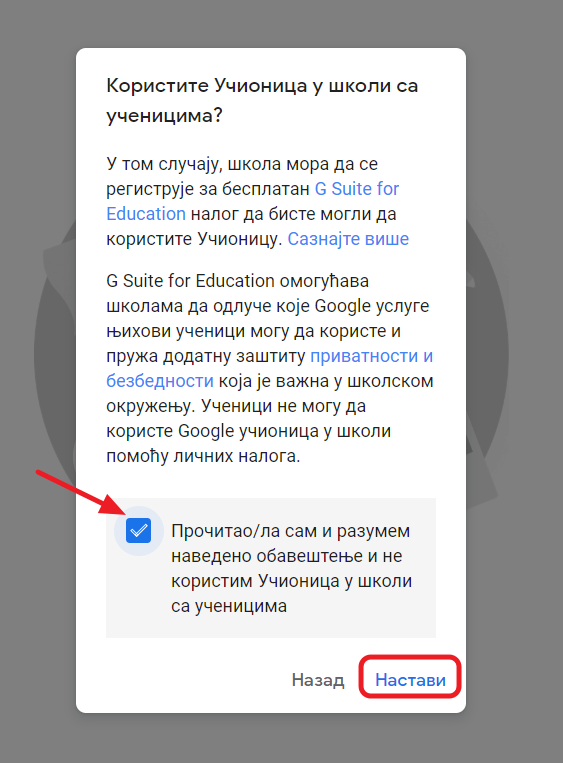 Користите Учионица у школи са
ученицима?
У том случају, школа мора да се
региструје за бесплатан G Suite for
Education налог да бисте могли да
користите Учионицу. Сазнајте више
G Suite for Education омогућава
школама да одлуче које Google услуге
њихови ученици могу да користе и
пружа додатну заштиту приватности и
безбедности која је важна у школском
окружењу. Ученици не могу да
користе Google учионица у школи
помоћу личних налога.
Прочитао/ла сам и разумем
наведено обавештење и не
користим Учионица у школи
са ученицима
Назад Настави